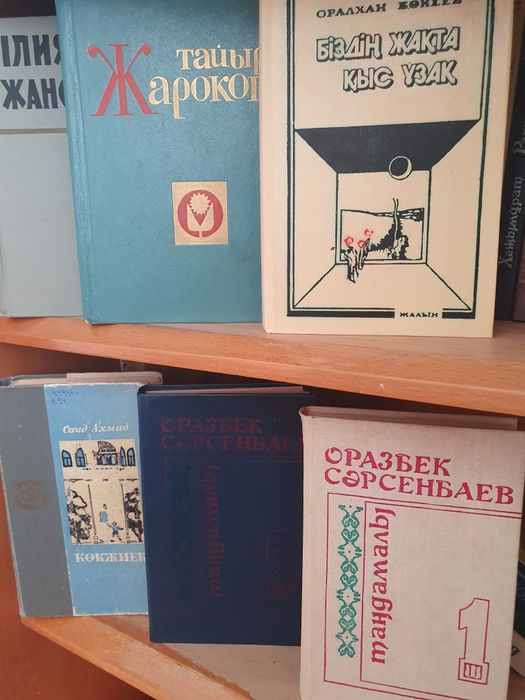 ІЛИЯ
тайыр
Жароков
ОРАЛХАН БӨКЕЕВ
БІЗДІҢ ЖАҚТА
ҚЫС ҰЗАҚ
ЖАЛЫН
Саид Ахмад
КӨКЖИЕК
ОРАЗБЕК
СӘРСЕНБАЕВ
таңдамалы
2
ОРАЗБЕК
СӘРСЕНБАЕВ
таңдамалы
1